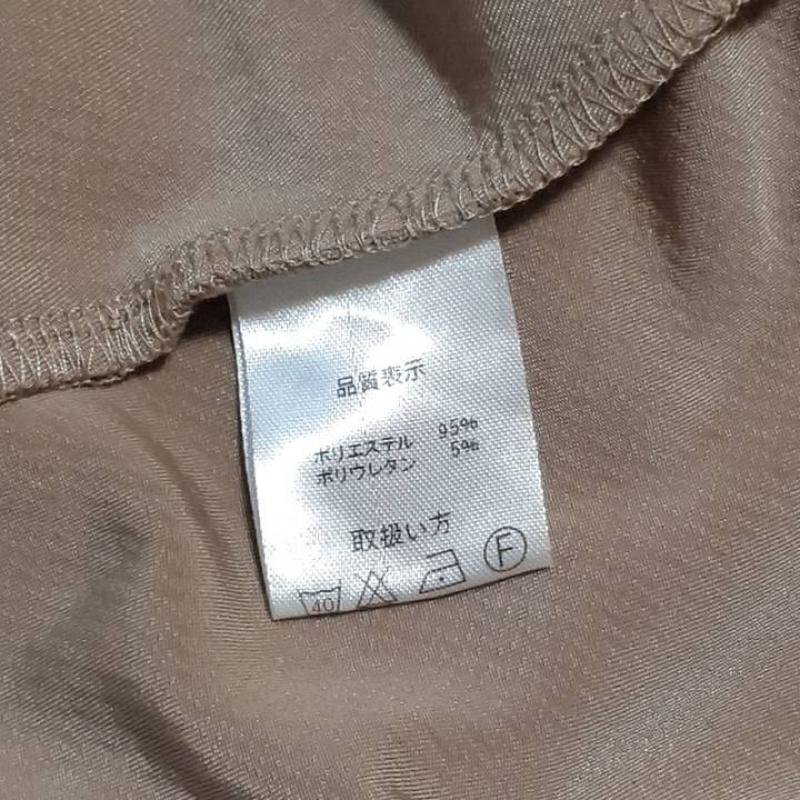 品質表示
ポリエステル 95%
ポリウレタン 5%
取扱い方
40 F